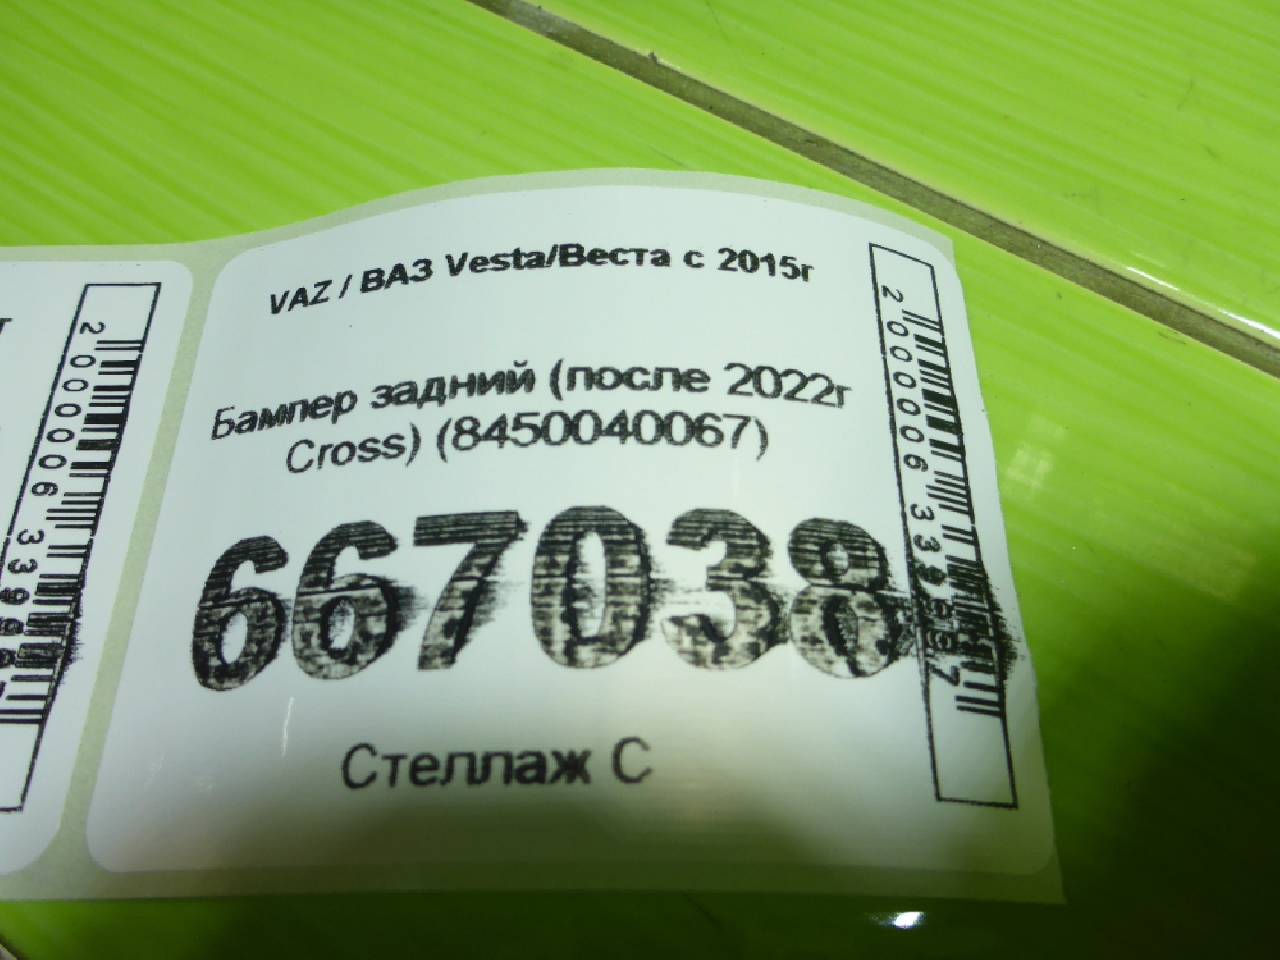 VAZ / ВАЗ Vesta/Веста с 2015г
Бампер задний (после 2022г
Cross) (8450040067)
667038
Стеллаж С